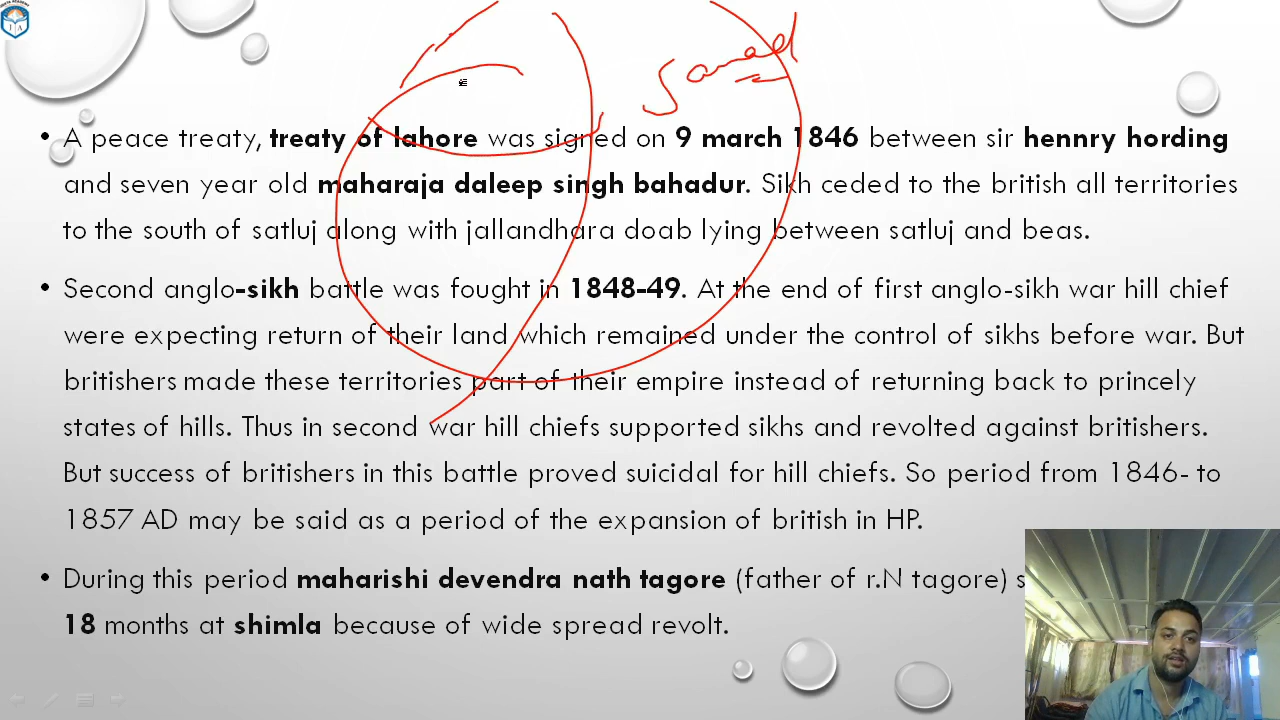 Sanad
• A peace treaty, treaty of lahore was signed on 9 march 1846 between sir hennry hording
and seven year old maharaja daleep singh bahadur. Sikh ceded to the british all territories
to the south of satluj along with jallandhara doab lying between satluj and beas.
• Second anglo-sikh battle was fought in 1848-49. At the end of first anglo-sikh war hill chief
were expecting return of their land which remained under the control of sikhs before war. But
britishers made these territories part of their empire instead of returning back to princely
states of hills. Thus in second war hill chiefs supported sikhs and revolted against britishers.
But success of britishers in this battle proved suicidal for hill chiefs. So period from 1846- to
1857 AD may be said as a period of the expansion of british in HP.
• During this period maharishi devendra nath tagore (father of r.N tagore) s
18 months at shimla because of wide spread revolt.